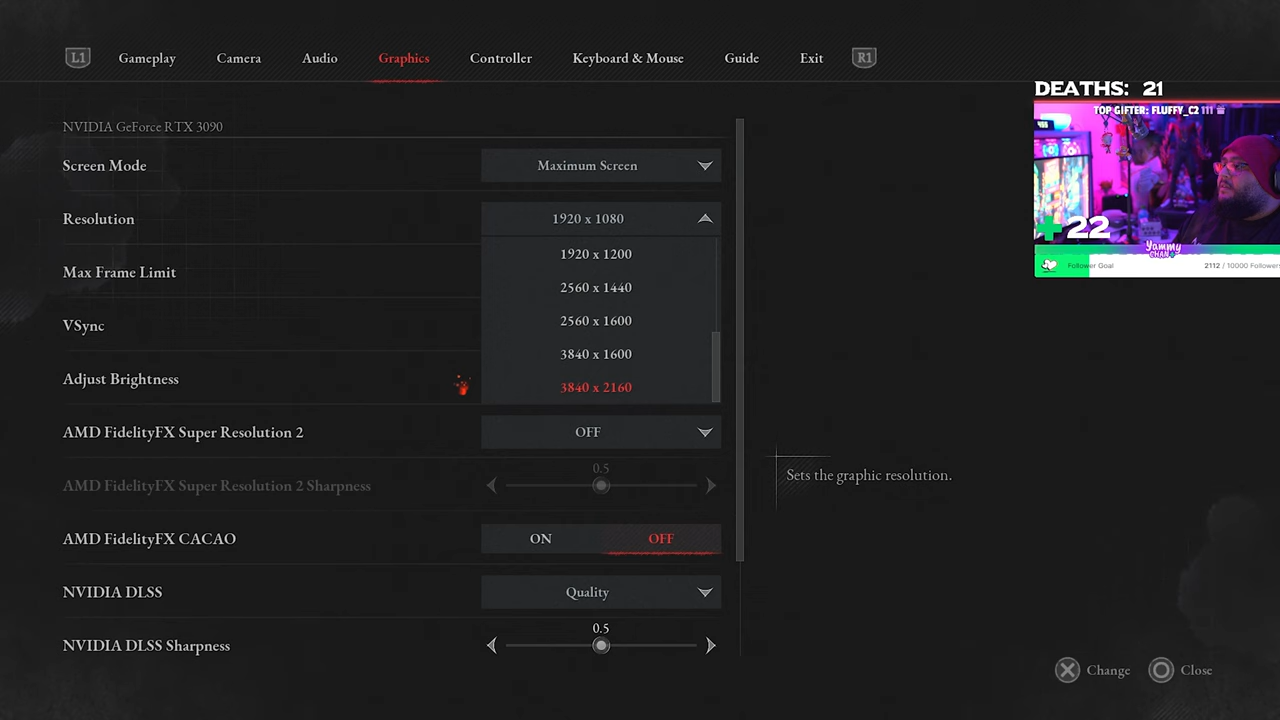 L1 Gameplay Camera Audio Graphics Controller Keyboard & Mouse Guide Exit R1
DEATHS: 21
TOP GIFTER: FLUFFY_C2 111
NVIDIA GeForce RTX 3090
Screen Mode Maximum Screen
Resolution 1920 x 1080
+22
1920 x 1200
Yammy
CHAN
Follower Goal 2112 / 10000 Followers
Max Frame Limit
2560 x 1440
2560 x 1600
VSync
3840 x 1600
Adjust Brightness
3840 x 2160
AMD FidelityFX Super Resolution 2 OFF
0.5
AMD FidelityFX Super Resolution 2 Sharpness
Sets the graphic resolution.
AMD FidelityFX CACAO ON OFF
NVIDIA DLSS Quality
0.5
NVIDIA DLSS Sharpness
Change Close